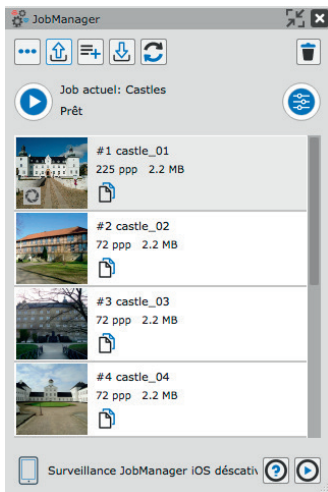 JobManager
Job actuel: Castles
Prêt
#1 castle_01
225 ppp 2.2 MB
#2 castle_02
72 ppp 2.2 MB
#3 castle_03
72 ppp 2.2 MB
#4 castle_04
72 ppp 2.2 MB
Surveillance JobManager iOS déscativ